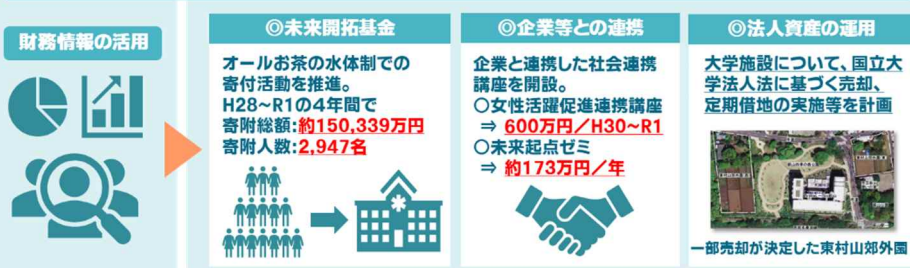 財務情報の活用
◎未来開拓基金
オールお茶の水体制での
寄付活動を推進。
H28~R1の4年間で
寄附総額:約150,339万円
寄附人数:2,947名
◎企業等との連携
企業と連携した社会連携
講座を開設。
○女性活躍促進連携講座
⇒ 600万円/H30~R1
○未来起点ゼミ
⇒ 約173万円/年
◎法人資産の運用
大学施設について、国立大
学法人法に基づく売却、
定期借地の実施等を計画
一部売却が決定した東村山郊外園